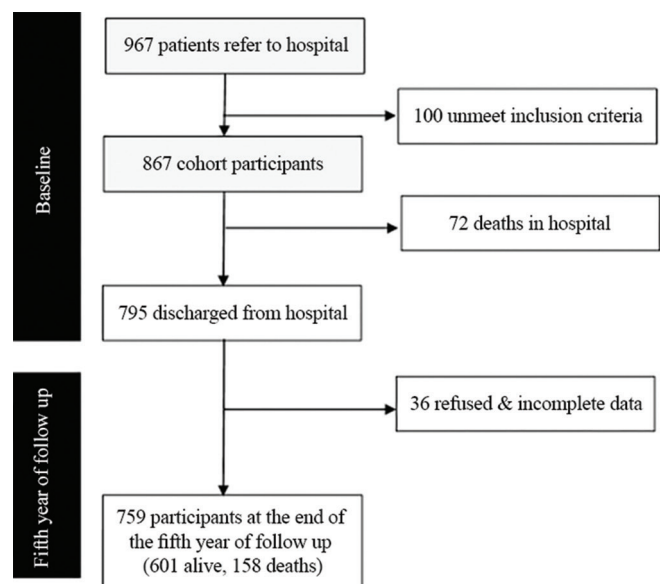 Baseline
967 patients refer to hospital
100 unmeet inclusion criteria
867 cohort participants
72 deaths in hospital
795 discharged from hospital
Fifth year of follow up
36 refused & incomplete data
759 participants at the end of
the fifth year of follow up
(601 alive, 158 deaths)